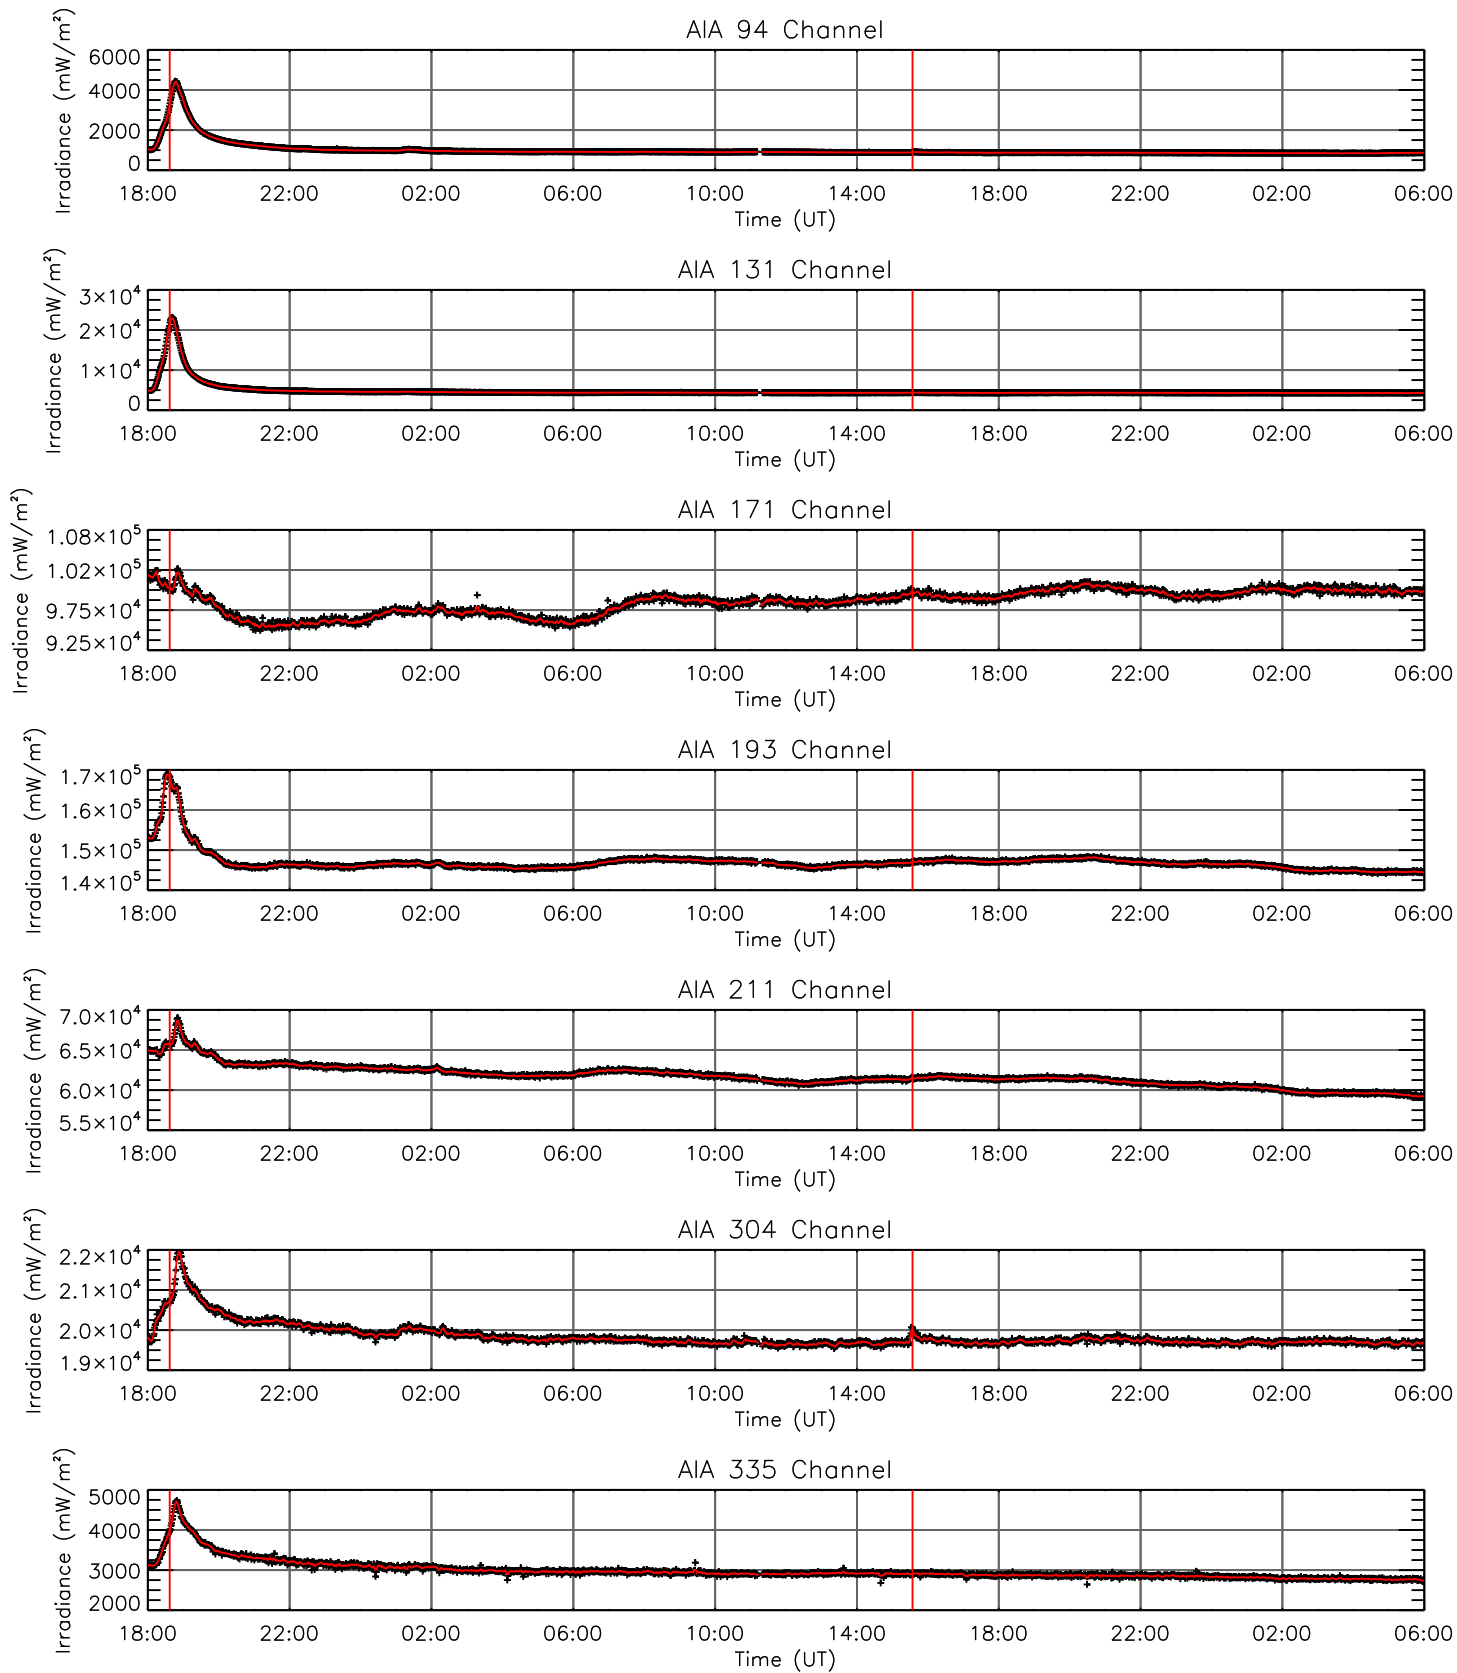 AIA 94 Channel
Irradiance (mW/m²)
6000
4000
2000
0
18:00 22:00 02:00 06:00 10:00 14:00 18:00 22:00 02:00 06:00
Time (UT)
AIA 131 Channel
Irradiance (mW/m²)
3×10⁴
2×10⁴
1×10⁴
0
18:00 22:00 02:00 06:00 10:00 14:00 18:00 22:00 02:00 06:00
Time (UT)
AIA 171 Channel
Irradiance (mW/m²)
1.08×10⁵
1.02×10⁵
9.75×10⁴
9.25×10⁴
18:00 22:00 02:00 06:00 10:00 14:00 18:00 22:00 02:00 06:00
Time (UT)
AIA 193 Channel
Irradiance (mW/m²)
1.7×10⁵
1.6×10⁵
1.5×10⁵
1.4×10⁵
18:00 22:00 02:00 06:00 10:00 14:00 18:00 22:00 02:00 06:00
Time (UT)
AIA 211 Channel
Irradiance (mW/m²)
7.0×10⁴
6.5×10⁴
6.0×10⁴
5.5×10⁴
18:00 22:00 02:00 06:00 10:00 14:00 18:00 22:00 02:00 06:00
Time (UT)
AIA 304 Channel
Irradiance (mW/m²)
2.2×10⁴
2.1×10⁴
2.0×10⁴
1.9×10⁴
18:00 22:00 02:00 06:00 10:00 14:00 18:00 22:00 02:00 06:00
Time (UT)
AIA 335 Channel
Irradiance (mW/m²)
5000
4000
3000
2000
18:00 22:00 02:00 06:00 10:00 14:00 18:00 22:00 02:00 06:00
Time (UT)